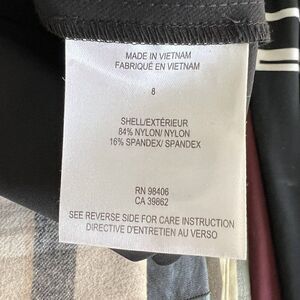 MADE IN VIETNAM
FABRIQUÉ EN VIETNAM
8
SHELL/EXTÉRIEUR
84% NYLON/ NYLON
16% SPANDEX/ SPANDEX
RN 98406
CA 39862
SEE REVERSE SIDE FOR CARE INSTRUCTION
DIRECTIVE D'ENTRETIEN AU VERSO